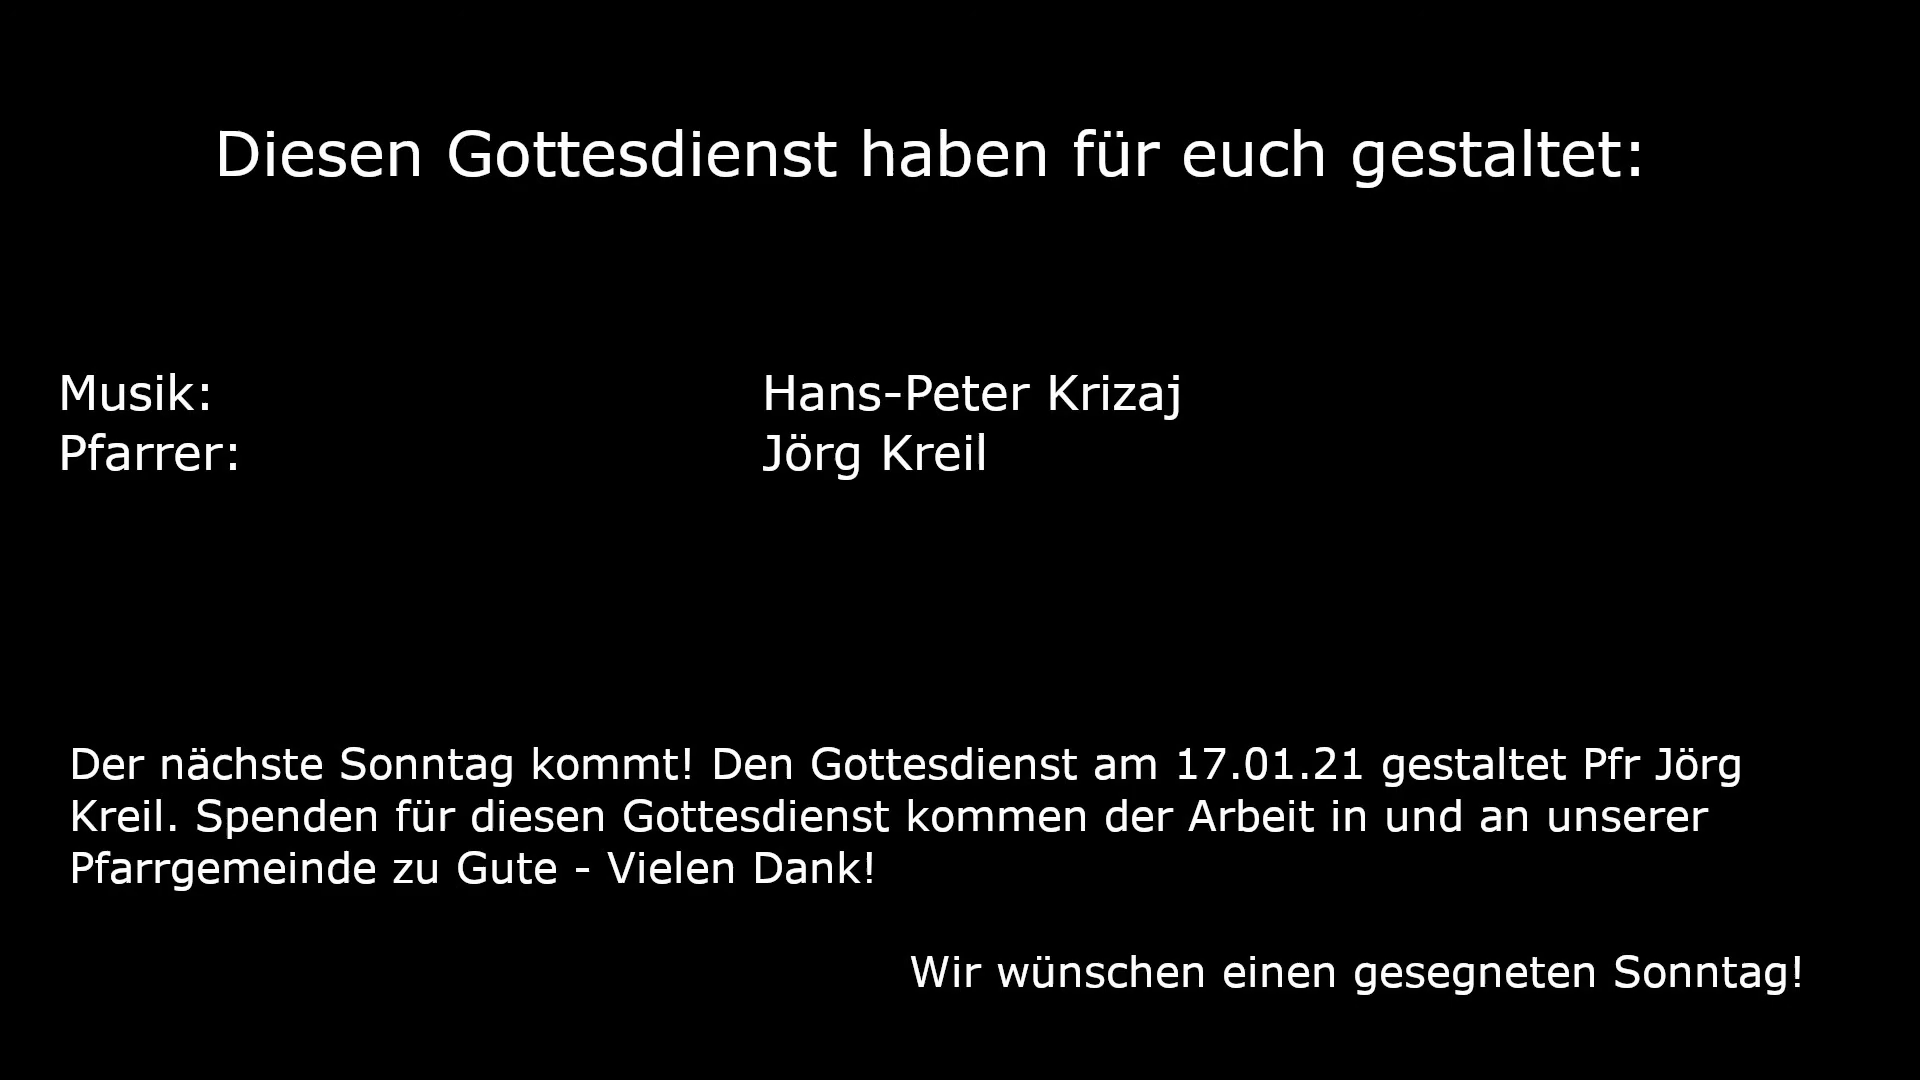 Diesen Gottesdienst haben für euch gestaltet:
Musik: Hans-Peter Krizaj
Pfarrer: Jörg Kreil
Der nächste Sonntag kommt! Den Gottesdienst am 17.01.21 gestaltet Pfr Jörg
Kreil. Spenden für diesen Gottesdienst kommen der Arbeit in und an unserer
Pfarrgemeinde zu Gute - Vielen Dank!
Wir wünschen einen gesegneten Sonntag!